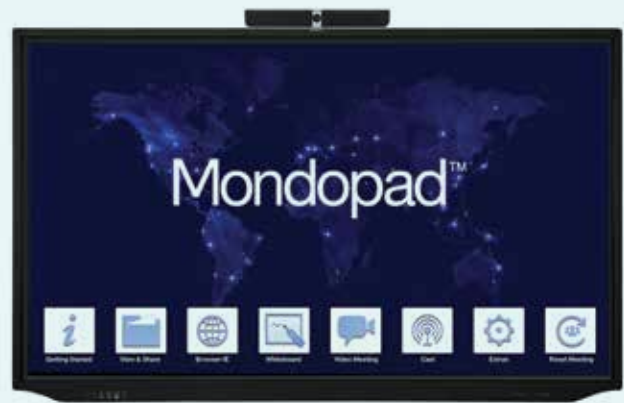 Mondopad™
Getting Started
View & Share
Browser-IE
Whiteboard
Video Meeting
Cast
Extras
Reset Meeting